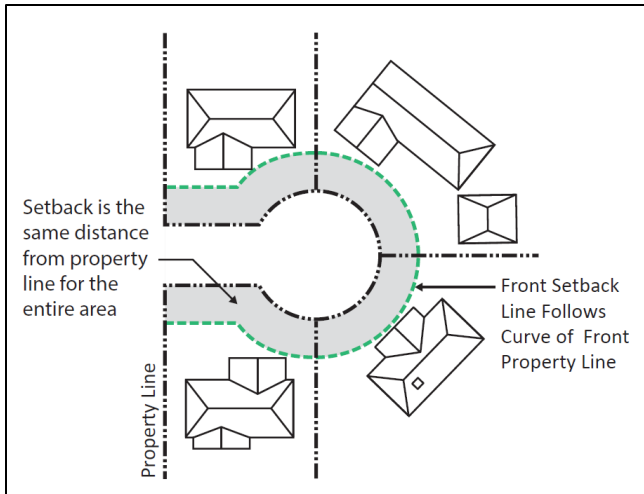 Setback is the
same distance
from property
line for the
entire area
Front Setback
Line Follows
Curve of Front
Property Line
Property Line